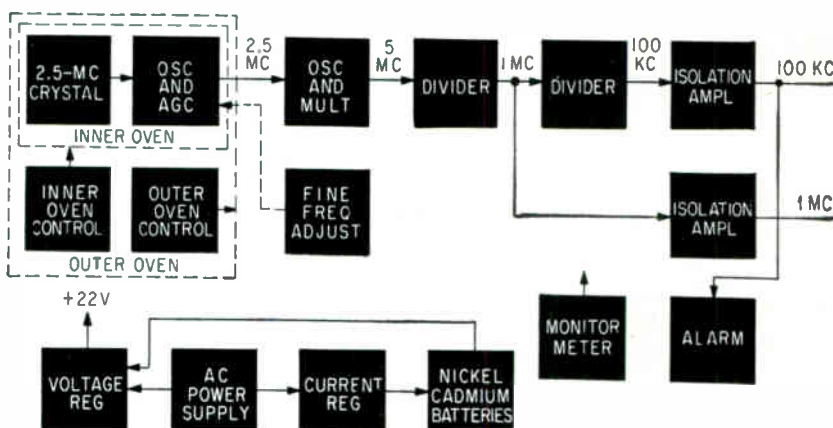 2.5-MC
CRYSTAL
OSC
AND
AGC
2.5
MC
OSC
AND
MULT
5
MC
DIVIDER
1 MC
DIVIDER
100
KC
ISOLATION
AMPL
100 KC
INNER OVEN
INNER
OVEN
CONTROL
OUTER
OVEN
CONTROL
FINE
FREQ
ADJUST
ISOLATION
AMPL
1 MC
OUTER OVEN
+22V
MONITOR
METER
ALARM
VOLTAGE
REG
AC
POWER
SUPPLY
CURRENT
REG
NICKEL
CADMIUM
BATTERIES